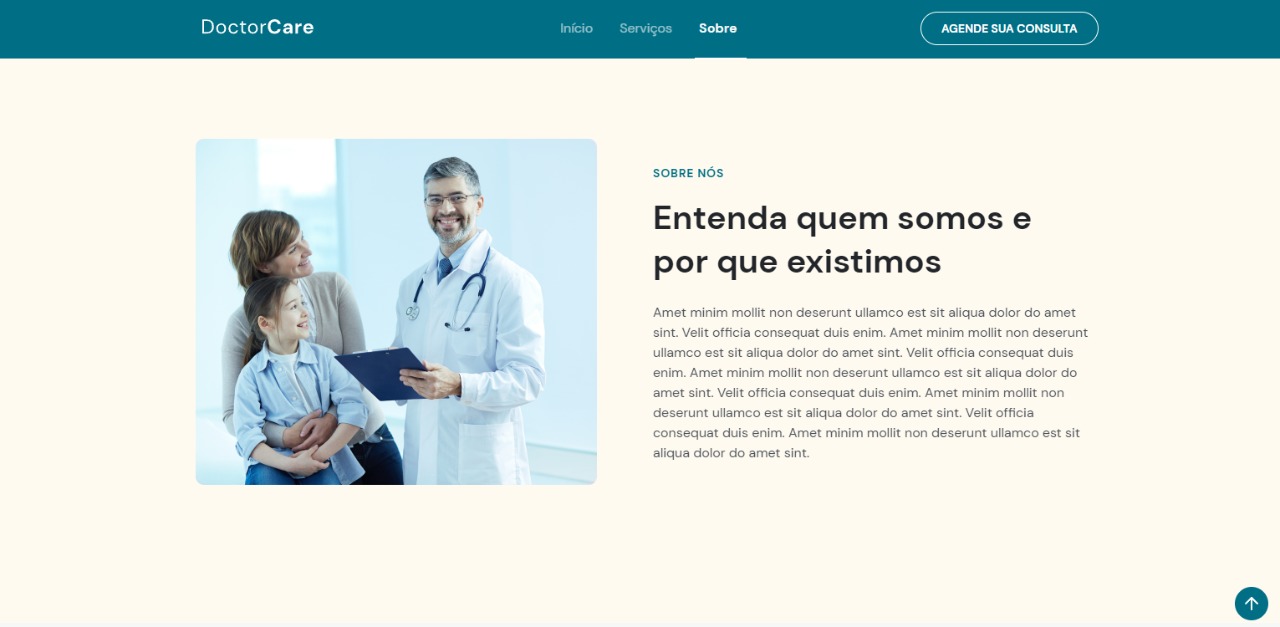 DoctorCare
Início Serviços Sobre
AGENDE SUA CONSULTA
SOBRE NÓS
Entenda quem somos e
por que existimos
Amet minim mollit non deserunt ullamco est sit aliqua dolor do amet
sint. Velit officia consequat duis enim. Amet minim mollit non deserunt
ullamco est sit aliqua dolor do amet sint. Velit officia consequat duis
enim. Amet minim mollit non deserunt ullamco est sit aliqua dolor do
amet sint. Velit officia consequat duis enim. Amet minim mollit non
deserunt ullamco est sit aliqua dolor do amet sint. Velit officia
consequat duis enim. Amet minim mollit non deserunt ullamco est sit
aliqua dolor do amet sint.